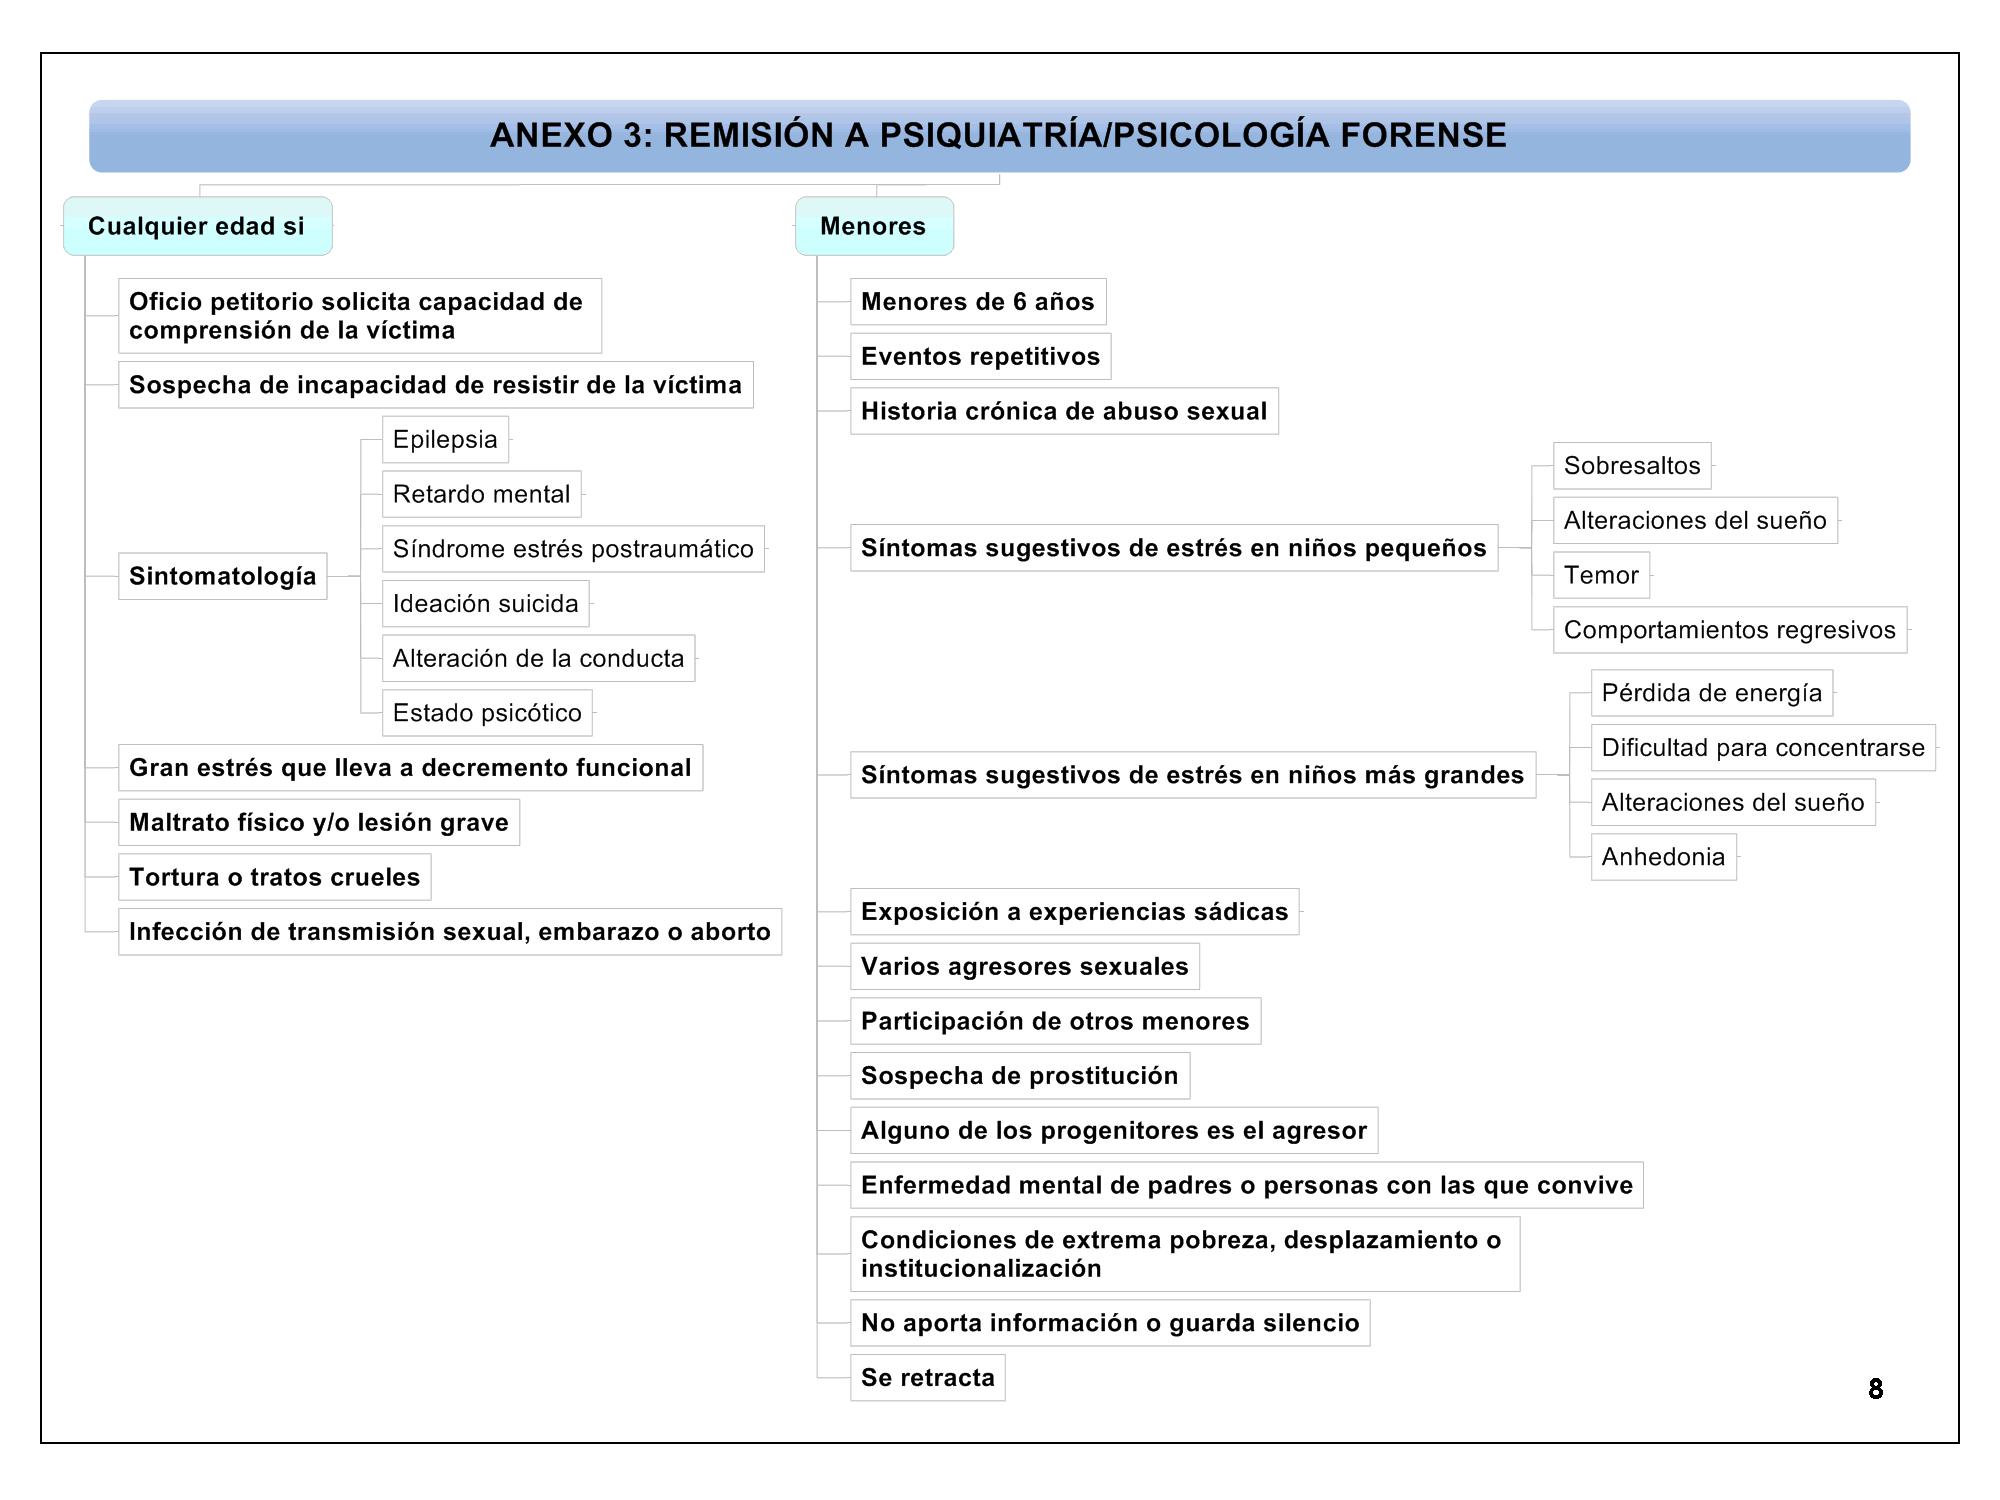 ANEXO 3: REMISIÓN A PSIQUIATRÍA/PSICOLOGÍA FORENSE
Cualquier edad si
Oficio petitorio solicita capacidad de
comprensión de la víctima
Sospecha de incapacidad de resistir de la víctima
Sintomatología
Epilepsia
Retardo mental
Síndrome estrés postraumático
Ideación suicida
Alteración de la conducta
Estado psicótico
Gran estrés que lleva a decremento funcional
Maltrato físico y/o lesión grave
Tortura o tratos crueles
Infección de transmisión sexual, embarazo o aborto
Menores
Menores de 6 años
Eventos repetitivos
Historia crónica de abuso sexual
Síntomas sugestivos de estrés en niños pequeños
Sobresaltos
Alteraciones del sueño
Temor
Comportamientos regresivos
Síntomas sugestivos de estrés en niños más grandes
Pérdida de energía
Dificultad para concentrarse
Alteraciones del sueño
Anhedonia
Exposición a experiencias sádicas
Varios agresores sexuales
Participación de otros menores
Sospecha de prostitución
Alguno de los progenitores es el agresor
Enfermedad mental de padres o personas con las que convive
Condiciones de extrema pobreza, desplazamiento o
institucionalización
No aporta información o guarda silencio
Se retracta
8